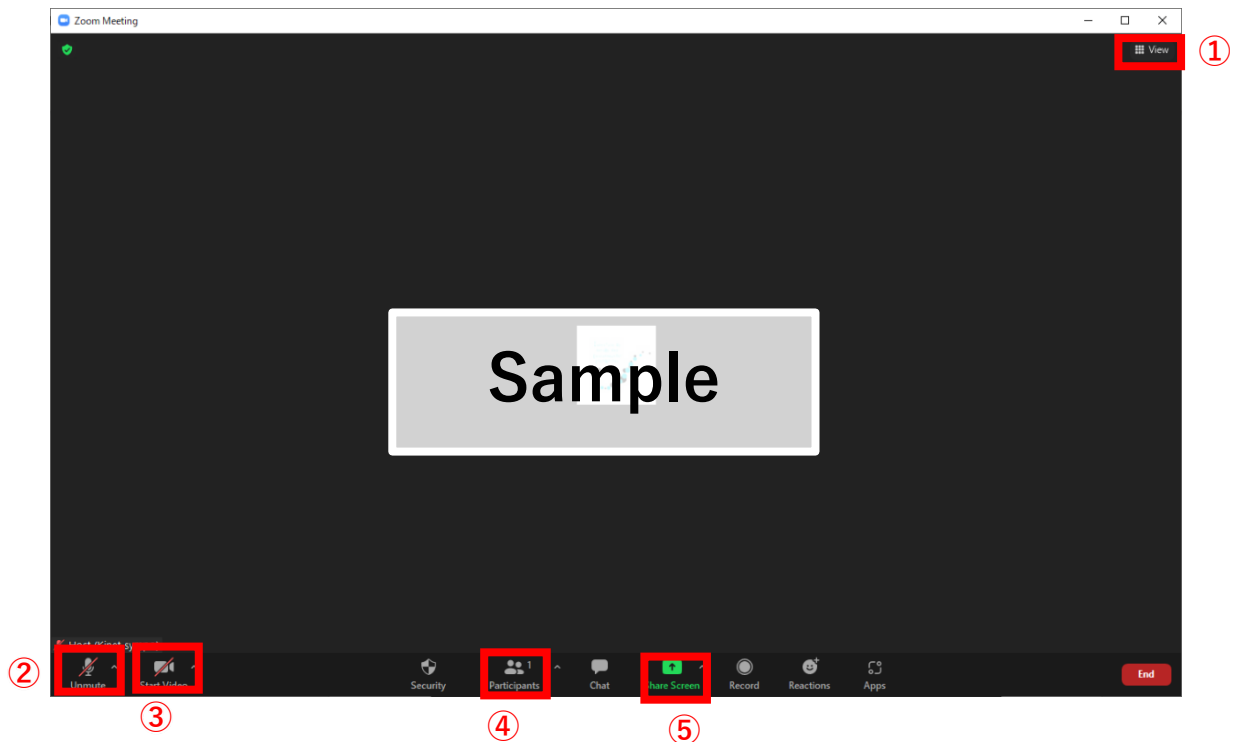 Zoom Meeting
View
①
Sample
②
Unmute
Start Video
③
Security
1
Participants
④
Chat
Share Screen
⑤
Record
Reactions
Apps
End